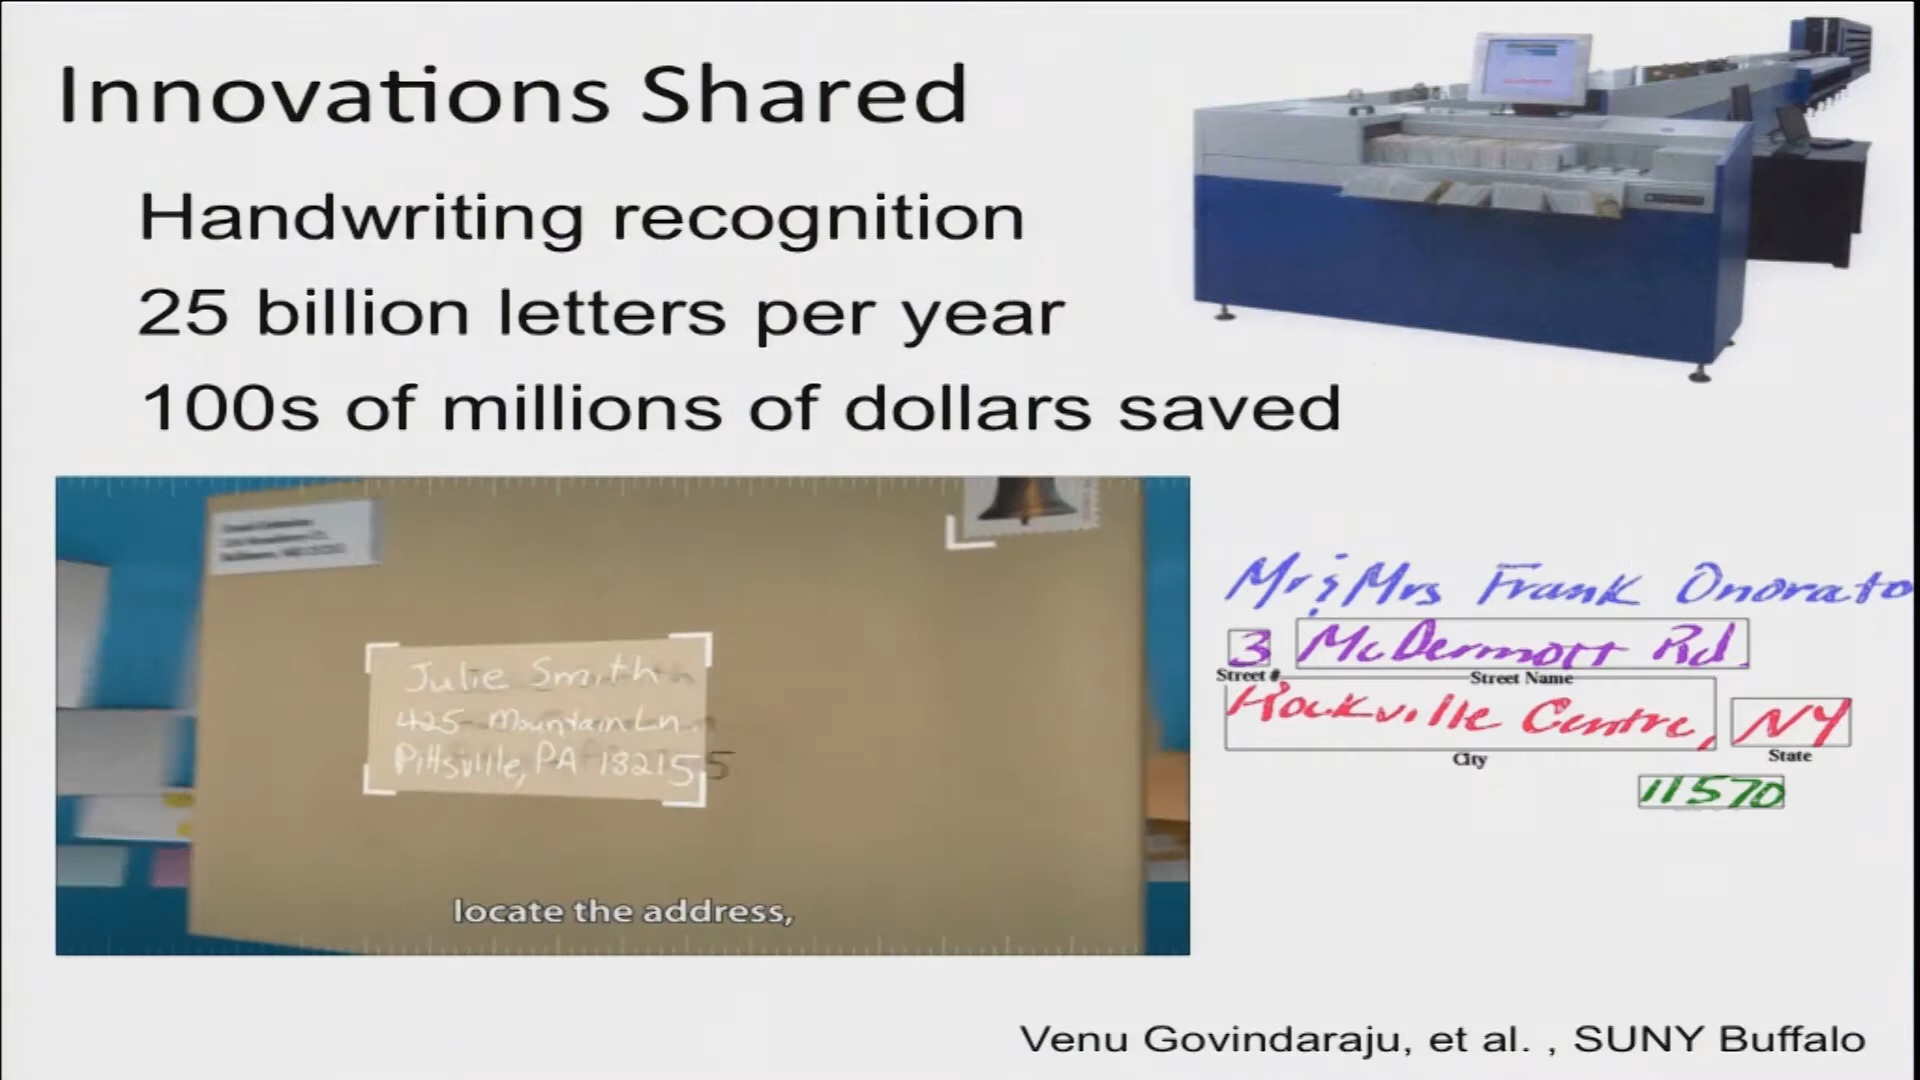 Innovations Shared
Handwriting recognition
25 billion letters per year
100s of millions of dollars saved
Julie Smith
425 Mountain Ln.
Pittsville, PA 18215
5
locate the address,
Mr & Mrs Frank Onorato
3 McDermott Rd.
Street # Street Name
Rockville Centre, NY
City State
11570
Venu Govindaraju, et al. , SUNY Buffalo